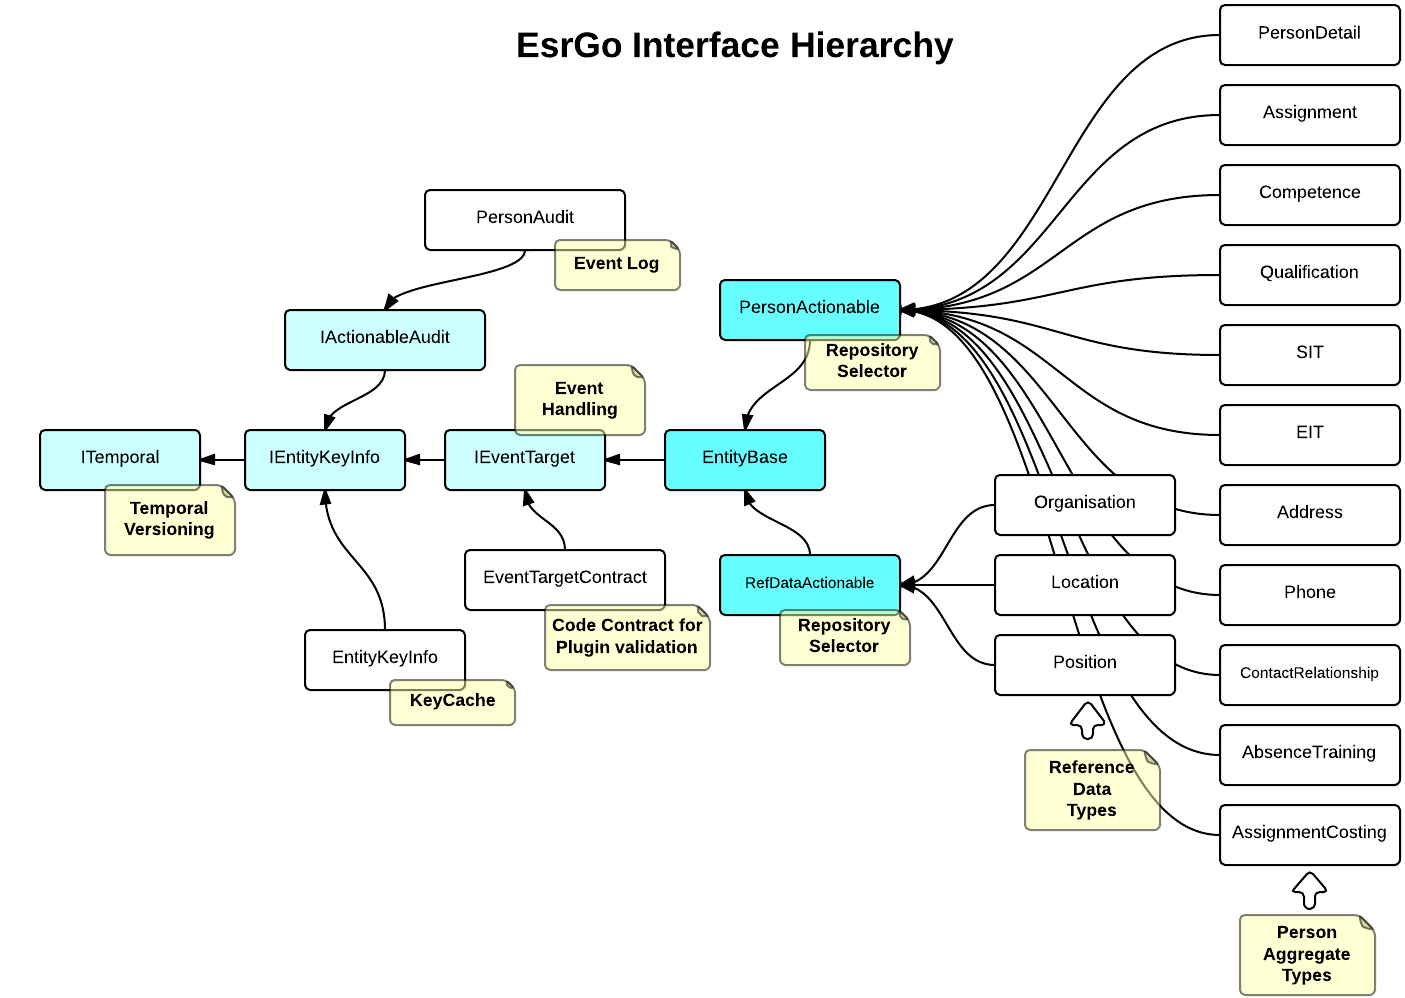 EsrGo Interface Hierarchy
PersonDetail
Assignment
Competence
Qualification
SIT
EIT
Address
Phone
ContactRelationship
AbsenceTraining
AssignmentCosting
Person
Aggregate
Types
PersonAudit
Event Log
IActionableAudit
PersonActionable
Repository
Selector
Event
Handling
ITemporal
IEntityKeyInfo
IEventTarget
EntityBase
Temporal
Versioning
EventTargetContract
Code Contract for
Plugin validation
RefDataActionable
Repository
Selector
Organisation
Location
Position
Reference
Data
Types
EntityKeyInfo
KeyCache